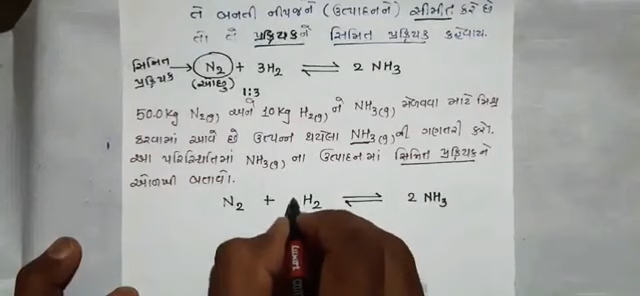 તે બનતી નીપજને (ઉત્પાદનને) સીમીત કરે છે
તો તે પ્રક્રિયકને સિમિત પ્રક્રિયક કહેવાય.
સિમિત પ્રક્રિયક → N₂ + 3H₂ ⇌ 2 NH₃
1:3
50.0 kg N₂(g) અને 10 kg H₂(g) ને NH₃(g) મેળવવા માટે મિશ્ર
કરવામાં આવે છે ઉત્પન્ન થયેલા NH₃(g) ની ગણતરી કરો.
આ પરિસ્થિતિમાં NH₃(g) ના ઉત્પાદનમાં સિમિત પ્રક્રિયકને
ઓળખી બતાવો.
N₂ + H₂ ⇌ 2 NH₃